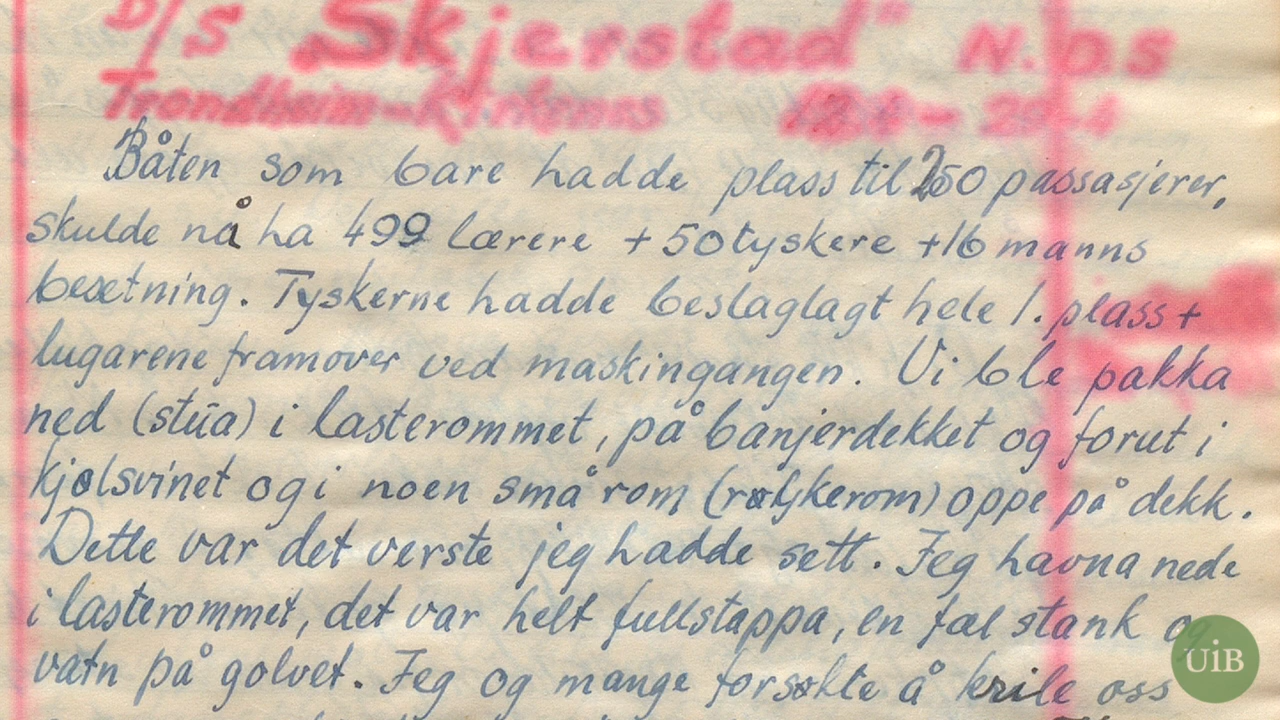 D/S "Skjerstad" N.D.S
Trondheim-Kirkenes
Båten som bare hadde plass til 250 passasjerer,
skulde nå ha 499 lærere + 50 tyskere + 16 manns
besetning. Tyskerne hadde beslaglagt hele 1. plass +
lugarene framover ved maskingangen. Vi ble pakka
ned (stua) i lasterommet, på banjerdekket og forut i
kjølsvinet og i noen små rom (røykerom) oppe på dekk.
Dette var det verste jeg hadde sett. Jeg havna nede
i lasterommet, det var helt fullstappa, en fæl stank og
vatn på golvet. Jeg og mange forsøkte å krile oss
UiB